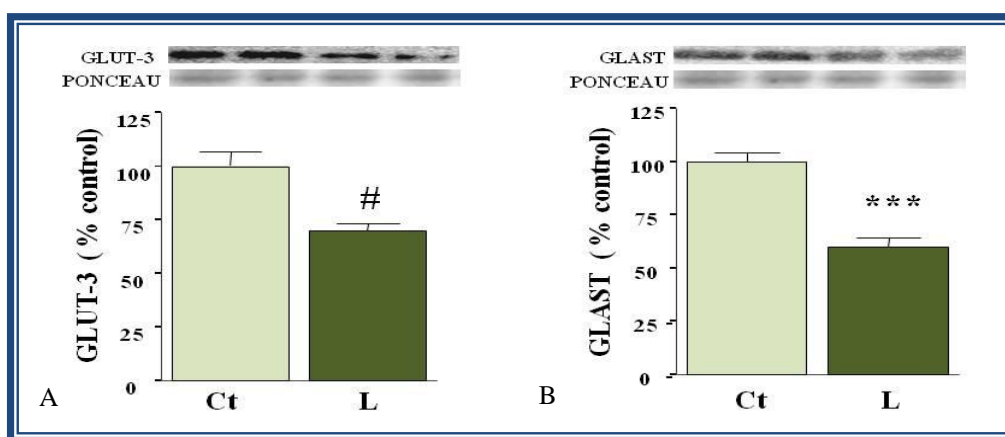 GLUT-3
PONCEAU
GLUT-3 ( % control)
125
100
75
50
25
0
#
Ct
L
A
GLAST
PONCEAU
GLAST ( % control)
125
100
75
50
25
0
***
Ct
L
B